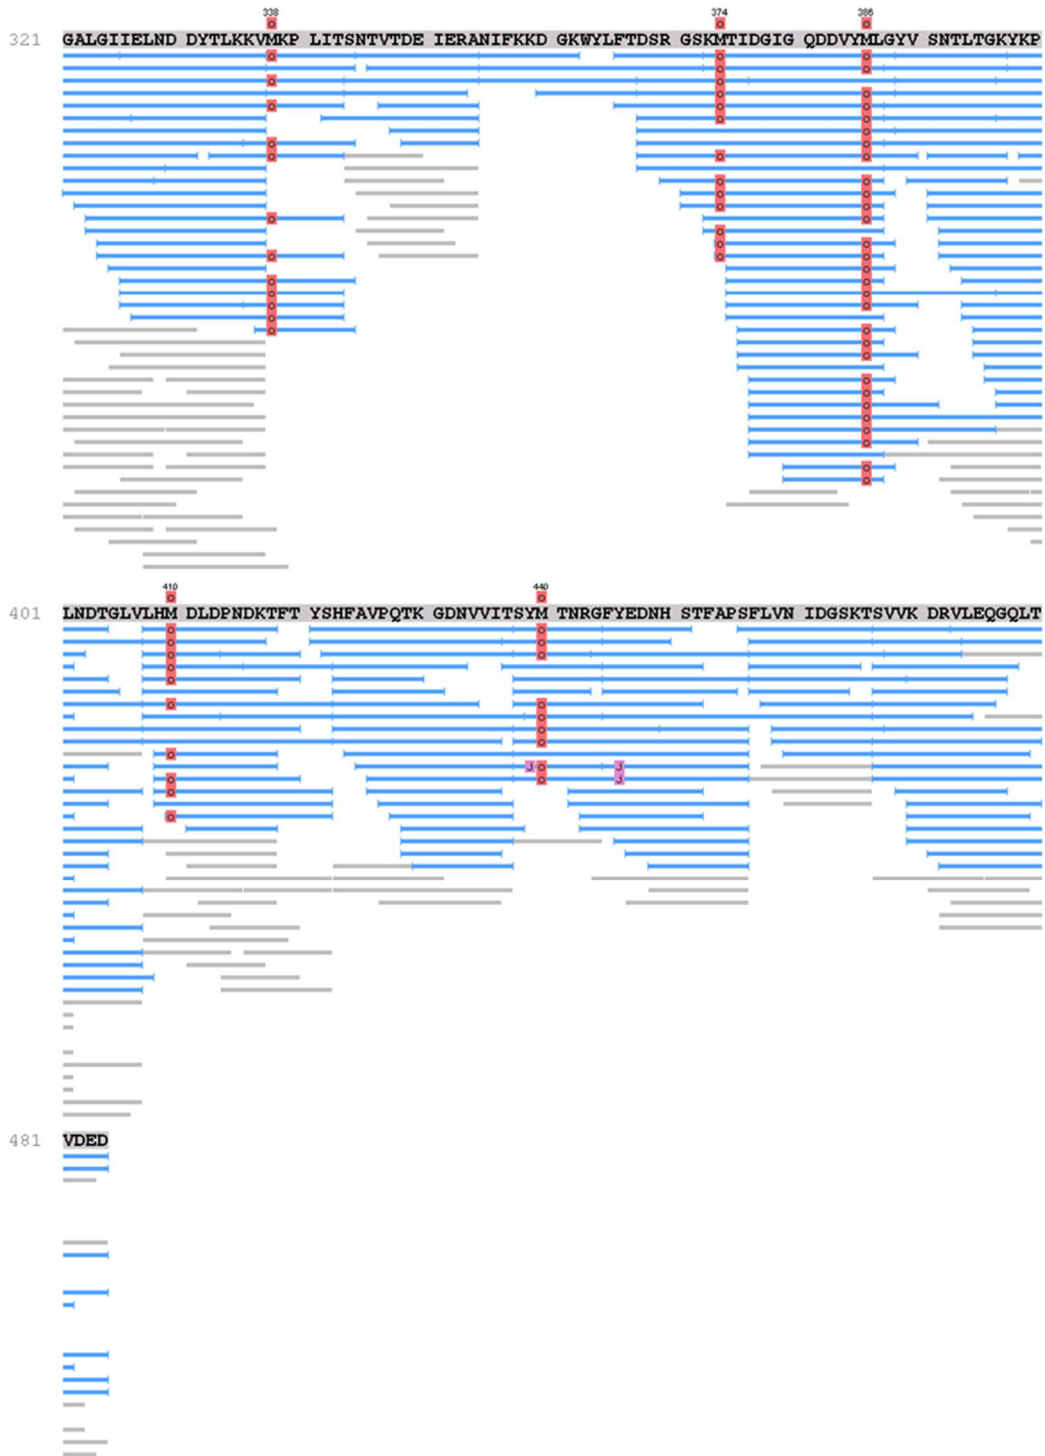 338 374 386
o o o
321 GALGIIELND DYTLKKVMKP LITSNTVTDE IERANIFKKD GKWYLFTDSR GSKMTIDGIG QDDVYMLGYV SNTLTGKYKP
410 440
o o
401 LNDTGLVLHM DLDPNDKTFT YSHFAVPQTK GDNVVITSYM TNRGFYEDNH STFAPSFLVN IDGSKTSVVK DRVLEQGQLT
J o J
o o J
481 VDED